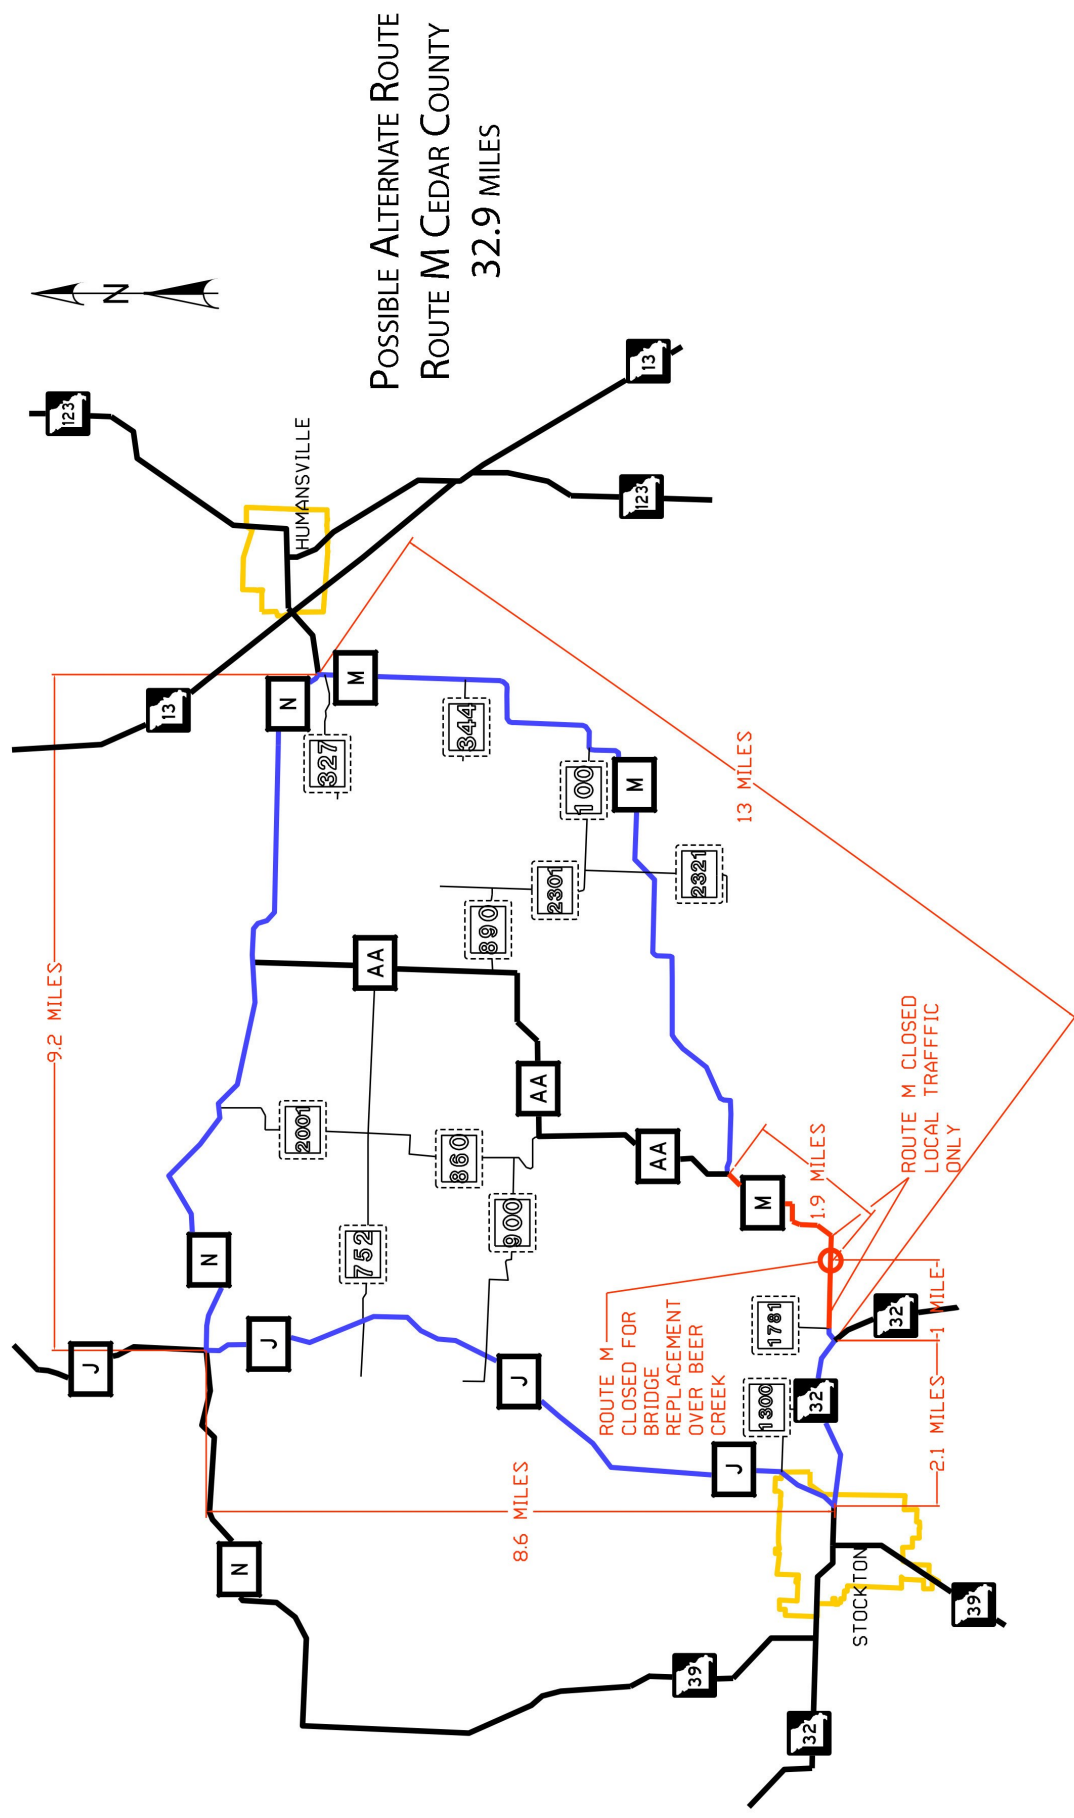 POSSIBLE ALTERNATE ROUTE
ROUTE M CEDAR COUNTY
32.9 MILES
N
123
13
HUMANSVILLE
13
123
9.2 MILES
N
M
327
344
100
M
13 MILES
2301
2321
890
AA
AA
AA
2001
860
900
752
N
J
J
J
J
N
M
1.9 MILES
ROUTE M CLOSED
LOCAL TRAFFFIC
ONLY
ROUTE M
CLOSED FOR
BRIDGE
REPLACEMENT
OVER BEER
CREEK
1781
32
1 MILE
1300
32
2.1 MILES
8.6 MILES
STOCKTON
39
39
32